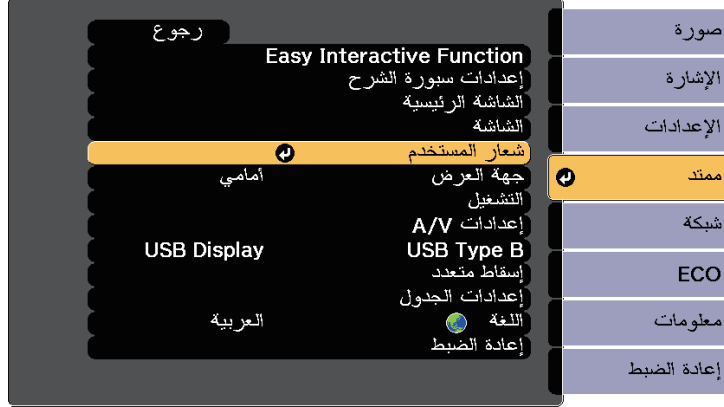 صورة
الإشارة
الإعدادات
ممتد
شبكة
ECO
معلومات
إعادة الضبط
رجوع
Easy Interactive Function
إعدادات سبورة الشرح
الشاشة الرئيسية
الشاشة
شعار المستخدم
جهة العرض أمامي
التشغيل
إعدادات A/V
USB Type B USB Display
إسقاط متعدد
إعدادات الجدول
اللغة العربية
إعادة الضبط